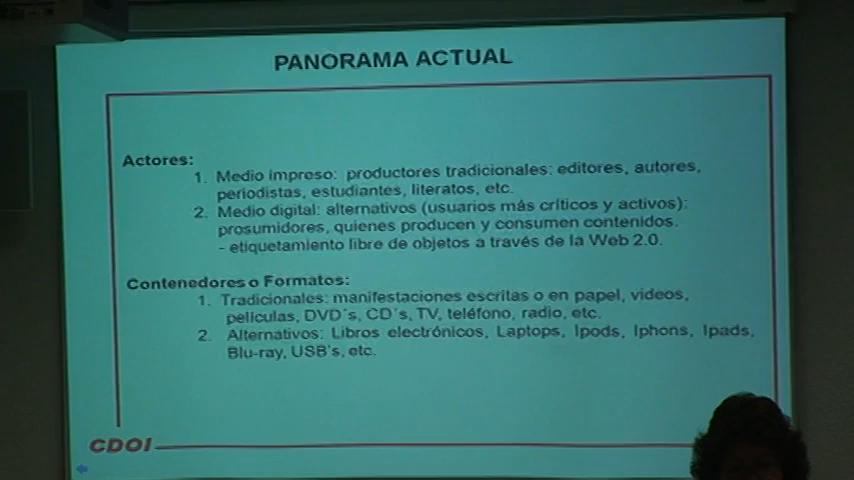 PANORAMA ACTUAL
Actores:
1. Medio impreso: productores tradicionales: editores, autores,
periodistas, estudiantes, literatos, etc.
2. Medio digital: alternativos (usuarios más críticos y activos):
prosumidores, quienes producen y consumen contenidos.
- etiquetamiento libre de objetos a través de la Web 2.0.
Contenedores o Formatos:
1. Tradicionales: manifestaciones escritas o en papel, videos,
películas, DVD´s, CD´s, TV, teléfono, radio, etc.
2. Alternativos: Libros electrónicos, Laptops, Ipods, Iphons, Ipads,
Blu-ray, USB's, etc.
CDOI